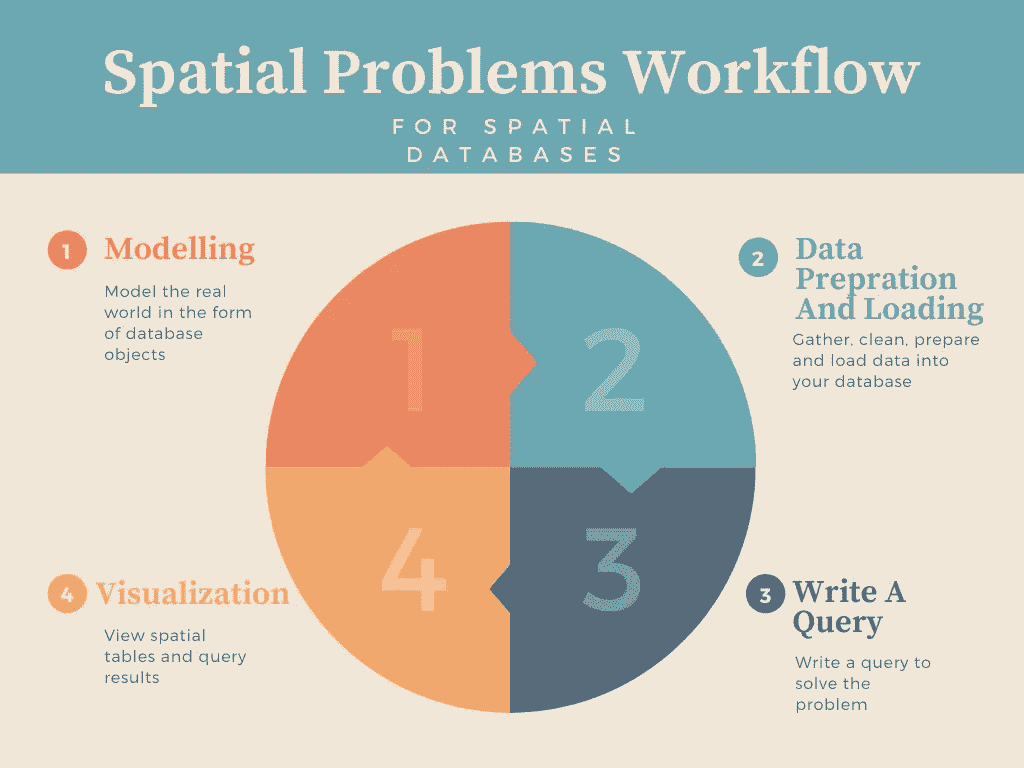 Spatial Problems Workflow
FOR SPATIAL
DATABASES
1
Modelling
Model the real
world in the form
of database
objects
2
Data
Prepration
And Loading
Gather, clean, prepare
and load data into
your database
1
2
4
3
4
Visualization
View spatial
tables and query
results
3
Write A
Query
Write a query to
solve the
problem